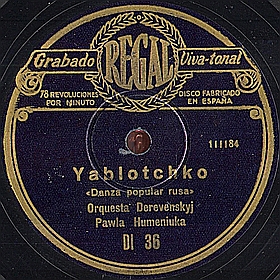 Grabado REGAL Viva-tonal
78 REVOLUCIONES POR MINUTO
DISCO FABRICADO EN ESPAÑA
®
111184
Yablotchko
«Danza popular rusa»
Orquesta Derevenskyj
Pawla Humeniuka
DI 36